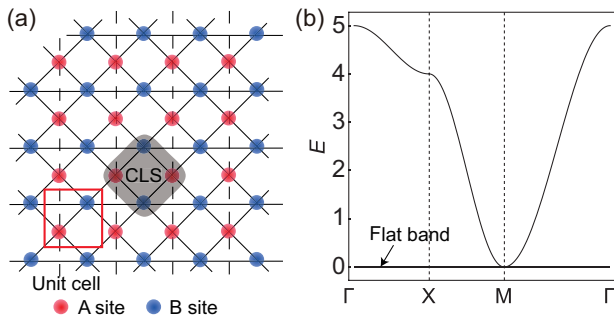 (a)
CLS
Unit cell
A site
B site
(b)
5
4
3
2
1
0
E
Flat band
Γ
X
M
Γ